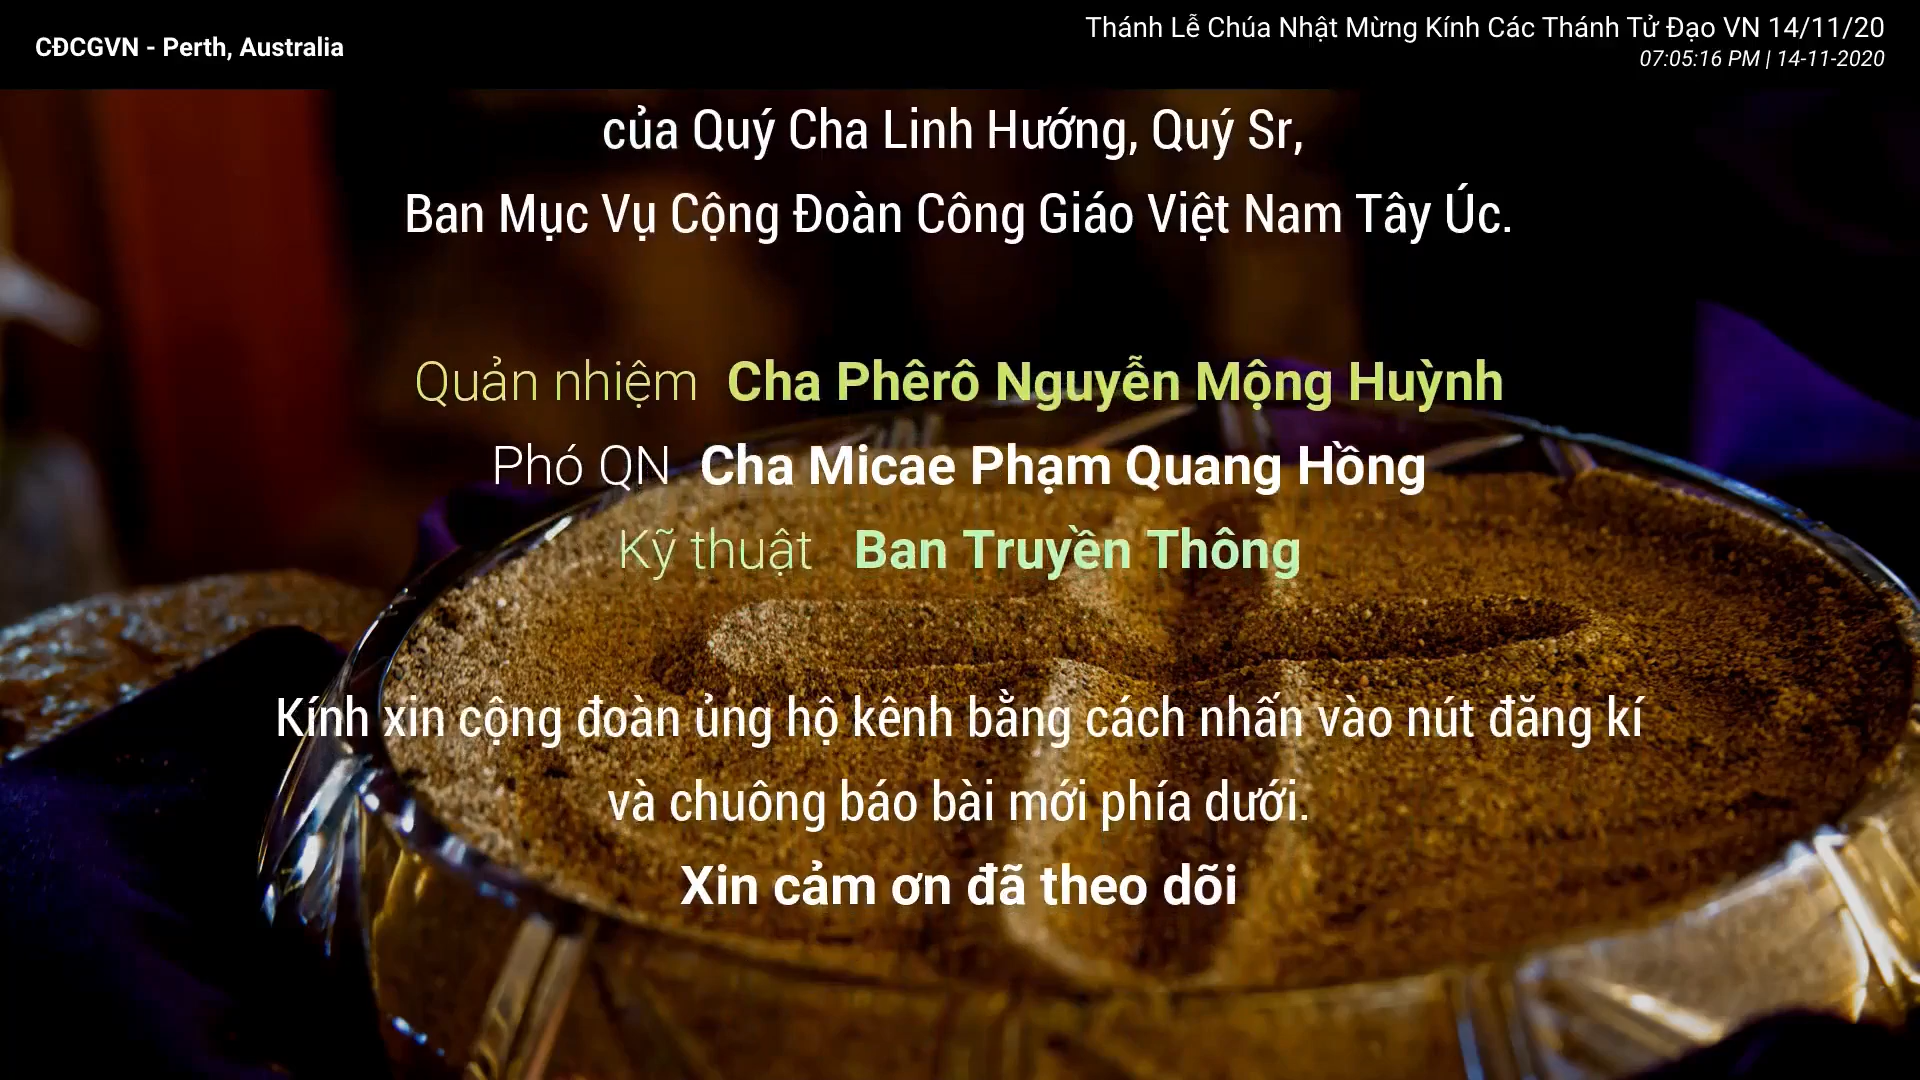 CĐCGVN - Perth, Australia
Thánh Lễ Chúa Nhật Mừng Kính Các Thánh Tử Đạo VN 14/11/20
07:05:16 PM | 14-11-2020
của Quý Cha Linh Hướng, Quý Sr,
Ban Mục Vụ Cộng Đoàn Công Giáo Việt Nam Tây Úc.
Quản nhiệm Cha Phêrô Nguyễn Mộng Huỳnh
Phó QN Cha Micae Phạm Quang Hồng
Kỹ thuật Ban Truyền Thông
Kính xin cộng đoàn ủng hộ kênh bằng cách nhấn vào nút đăng kí
và chuông báo bài mới phía dưới.
Xin cảm ơn đã theo dõi